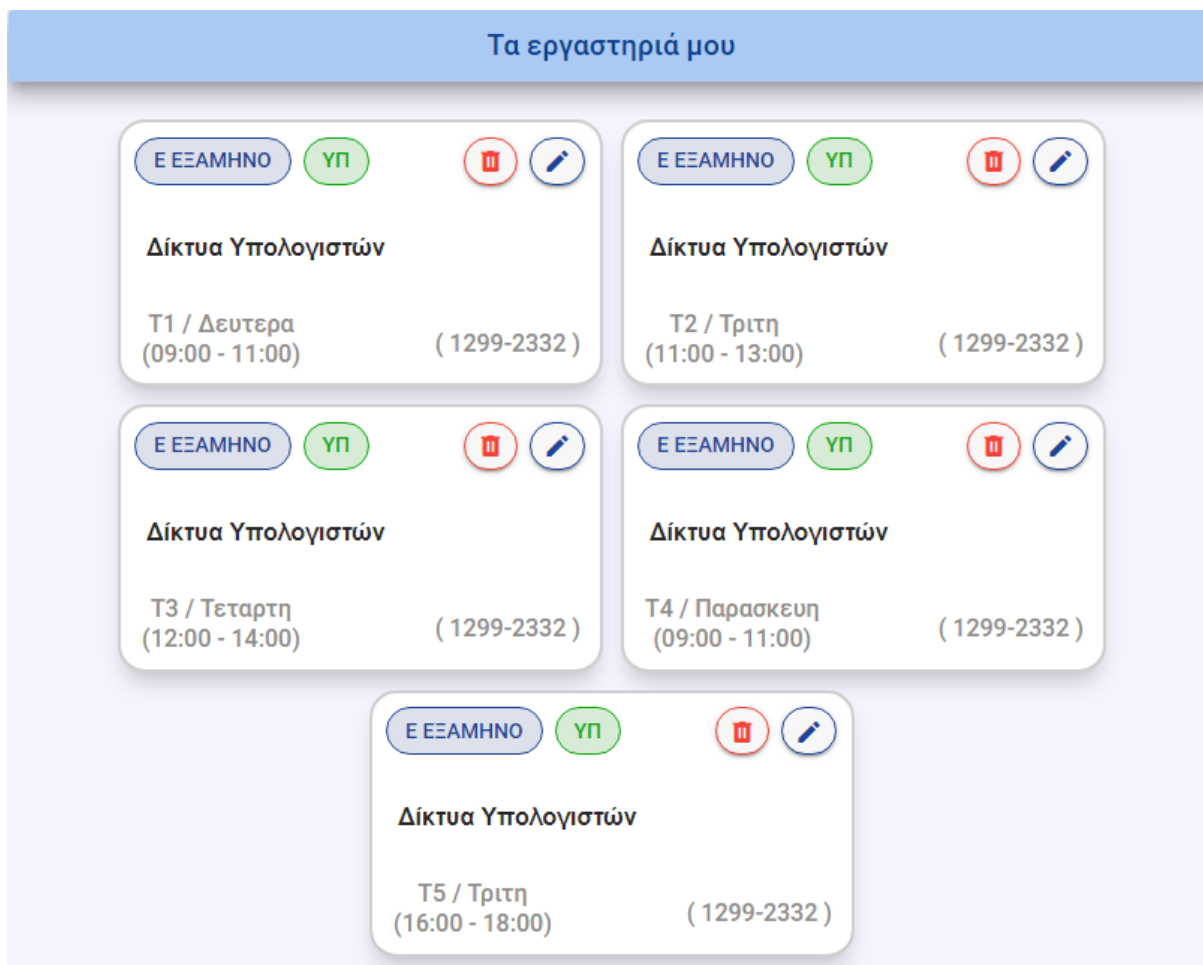 Τα εργαστηριά μου
Ε ΕΞΑΜΗΝΟ ΥΠ
Δίκτυα Υπολογιστών
Τ1 / Δευτερα
(09:00 - 11:00)
( 1299-2332 )
Ε ΕΞΑΜΗΝΟ ΥΠ
Δίκτυα Υπολογιστών
Τ2 / Τριτη
(11:00 - 13:00)
( 1299-2332 )
Ε ΕΞΑΜΗΝΟ ΥΠ
Δίκτυα Υπολογιστών
Τ3 / Τεταρτη
(12:00 - 14:00)
( 1299-2332 )
Ε ΕΞΑΜΗΝΟ ΥΠ
Δίκτυα Υπολογιστών
Τ4 / Παρασκευη
(09:00 - 11:00)
( 1299-2332 )
Ε ΕΞΑΜΗΝΟ ΥΠ
Δίκτυα Υπολογιστών
Τ5 / Τριτη
(16:00 - 18:00)
( 1299-2332 )